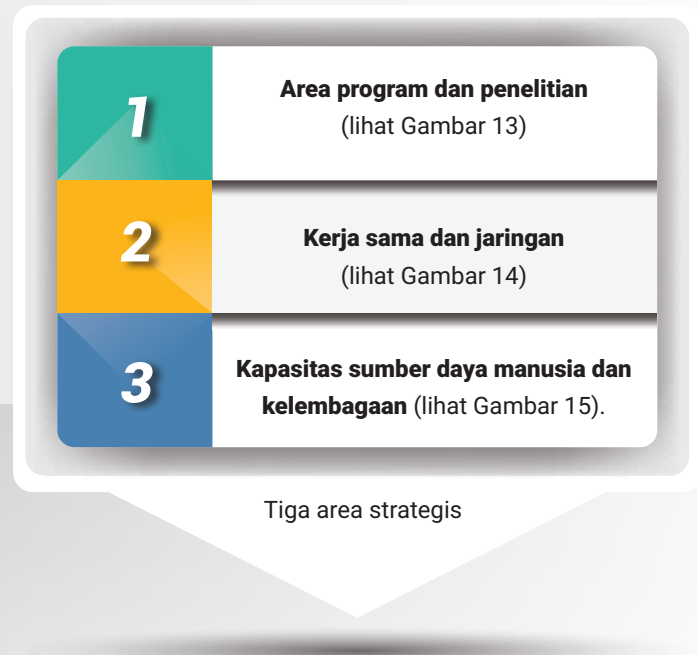 1
Area program dan penelitian
(lihat Gambar 13)
2
Kerja sama dan jaringan
(lihat Gambar 14)
3
Kapasitas sumber daya manusia dan
kelembagaan (lihat Gambar 15).
Tiga area strategis